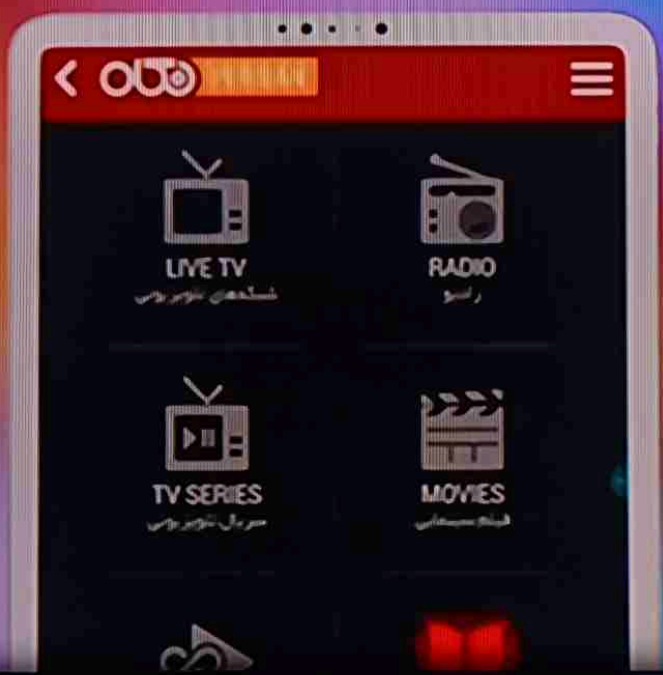 LIVE TV
شبکه‌های تلویزیونی
RADIO
رادیو
TV SERIES
سریال تلویزیونی
MOVIES
فیلم سینمایی